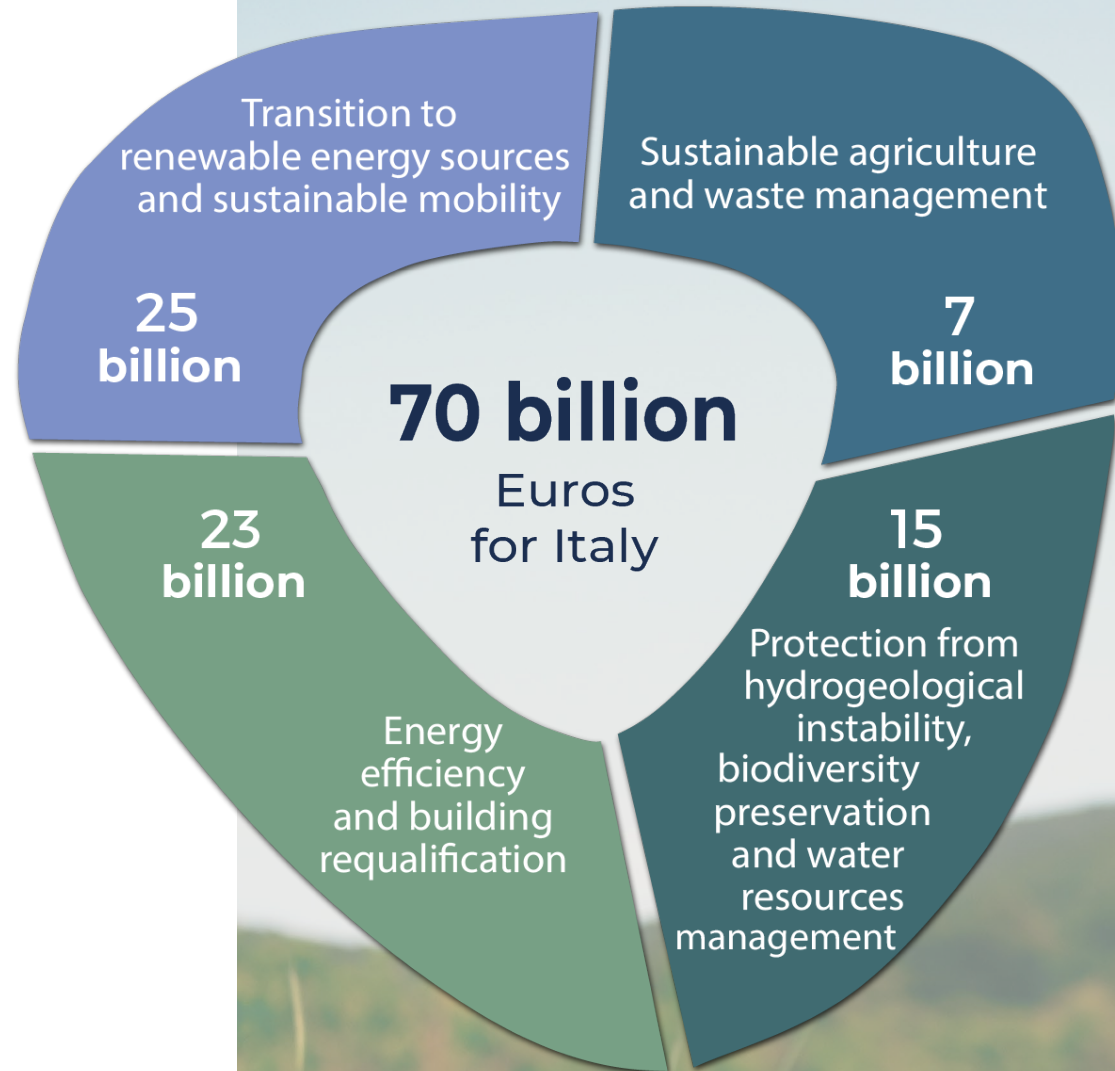 Transition to
renewable energy sources
and sustainable mobility
25
billion
Sustainable agriculture
and waste management
7
billion
70 billion
Euros
for Italy
23
billion
Energy
efficiency
and building
requalification
15
billion
Protection from
hydrogeological
instability,
biodiversity
preservation
and water
resources
management